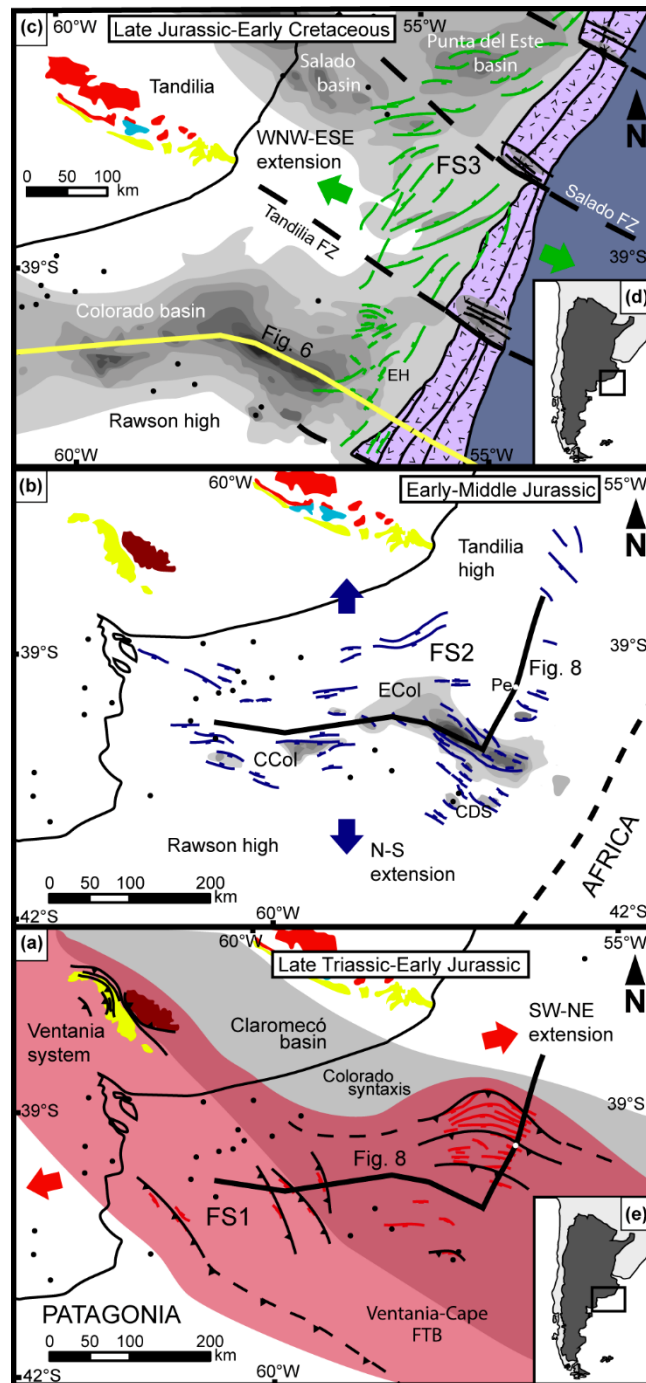 (c)
60°W
55°W
Late Jurassic-Early Cretaceous
Punta del Este
basin
Salado
basin
Tandilia
N
WNW-ESE
extension
FS3
0 50 100
km
Tandilia FZ
Salado FZ
39°S
39°S
Colorado basin
(d)
Fig. 6
EH
Rawson high
60°W
55°W
(b)
60°W
55°W
Early-Middle Jurassic
N
Tandilia
high
39°S
39°S
FS2
Fig. 8
ECol
Pe
CCol
CDS
Rawson high
N-S
extension
AFRICA
0 50 100 200
km
42°S
60°W
42°S
(a)
60°W
55°W
Late Triassic-Early Jurassic
N
SW-NE
extension
Ventania
system
Claromecó
basin
Colorado
syntaxis
39°S
39°S
Fig. 8
FS1
(e)
PATAGONIA
Ventania-Cape
FTB
0 50 100 200
km
42°S
60°W